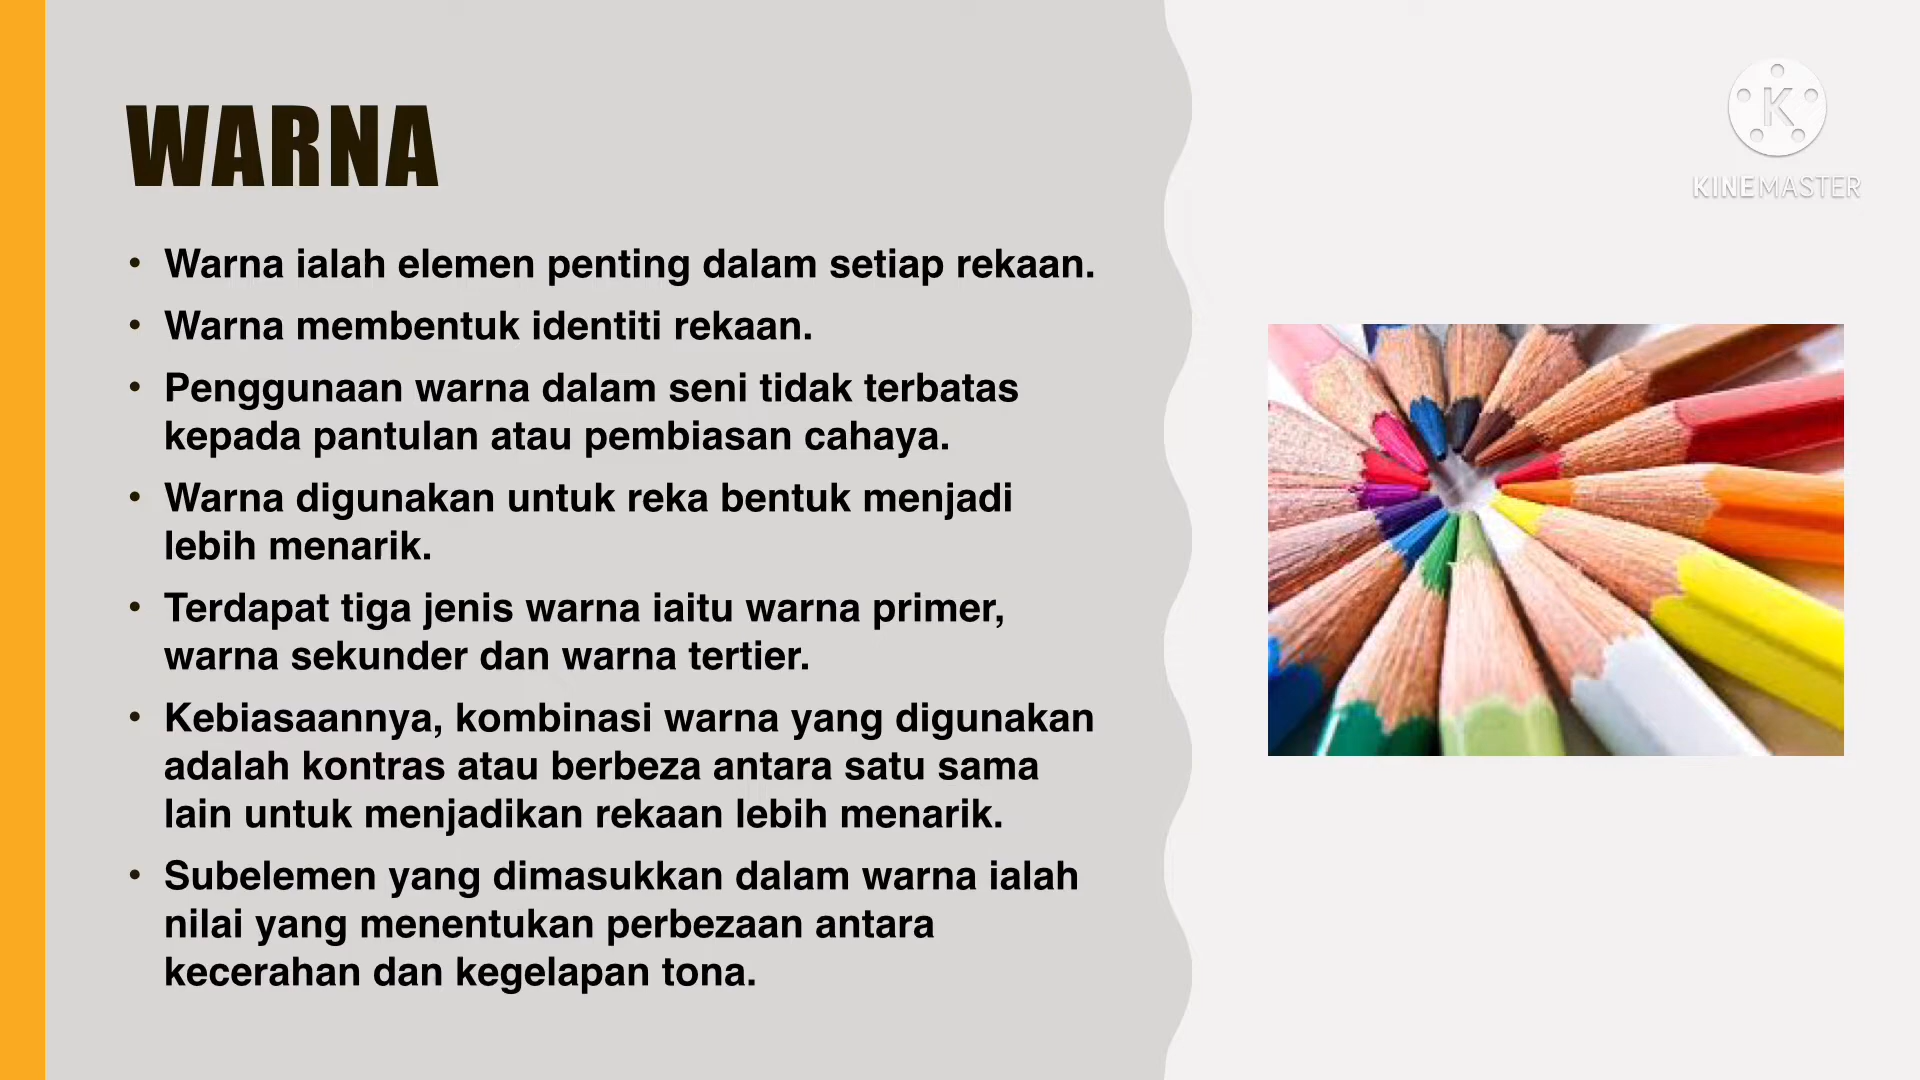 WARNA
K
KINEMASTER
• Warna ialah elemen penting dalam setiap rekaan.
• Warna membentuk identiti rekaan.
• Penggunaan warna dalam seni tidak terbatas
kepada pantulan atau pembiasan cahaya.
• Warna digunakan untuk reka bentuk menjadi
lebih menarik.
• Terdapat tiga jenis warna iaitu warna primer,
warna sekunder dan warna tertier.
• Kebiasaannya, kombinasi warna yang digunakan
adalah kontras atau berbeza antara satu sama
lain untuk menjadikan rekaan lebih menarik.
• Subelemen yang dimasukkan dalam warna ialah
nilai yang menentukan perbezaan antara
kecerahan dan kegelapan tona.